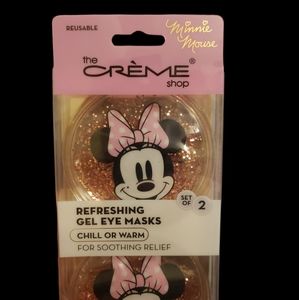 REUSABLE
Minnie
Mouse
the
CRÈME®
shop
REFRESHING
GEL EYE MASKS
SET OF 2
CHILL OR WARM
FOR SOOTHING RELIEF